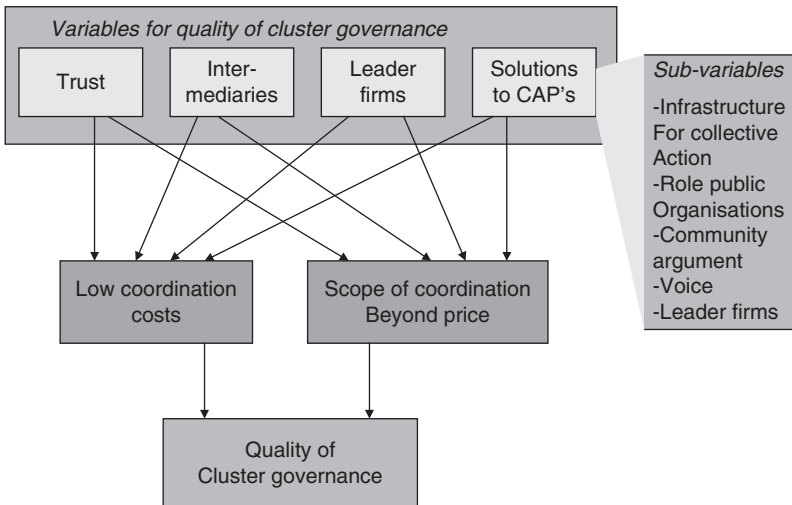 Variables for quality of cluster governance
Trust
Inter-
mediaries
Leader
firms
Solutions
to CAP's
Sub-variables
-Infrastructure
For collective
Action
-Role public
Organisations
-Community
argument
-Voice
-Leader firms
Low coordination
costs
Scope of coordination
Beyond price
Quality of
Cluster governance